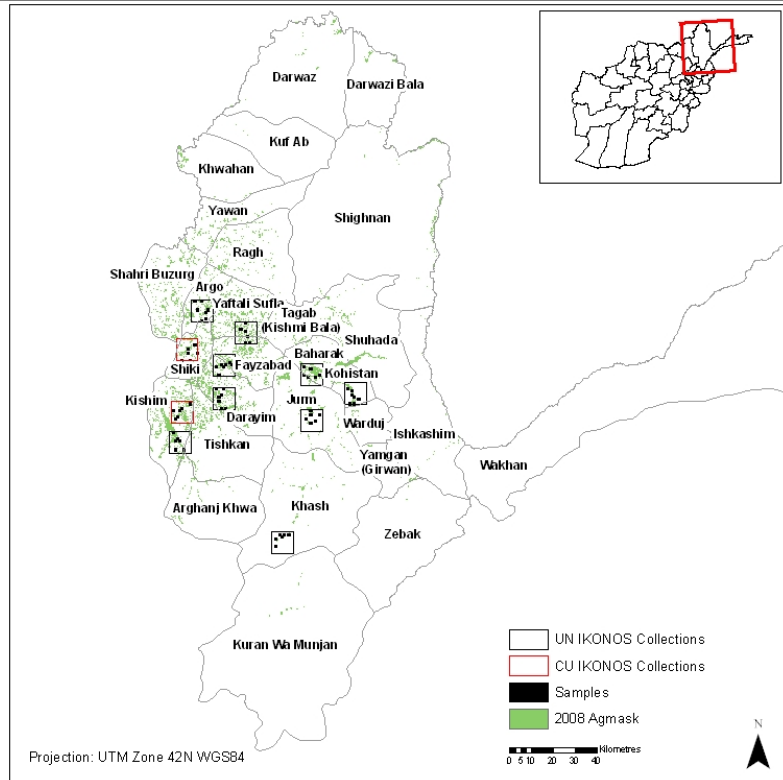 Darwaz
Darwazi Bala
Kuf Ab
Khwahan
Yawan
Shighnan
Ragh
Shahri Buzurg
Argo
Yaftali Sufla
Tagab
(Kishmi Bala)
Shuhada
Baharak
Fayzabad
Kohistan
Shiki
Kishim
Jurm
Darayim
Warduj
Ishkashim
Tishkan
Yamgan
(Girwan)
Wakhan
Arghanj Khwa
Khash
Zebak
Kuran Wa Munjan
UN IKONOS Collections
CU IKONOS Collections
Samples
2008 Agmask
Kilometres
0 5 10 20 30 40
N
Projection: UTM Zone 42N WGS84